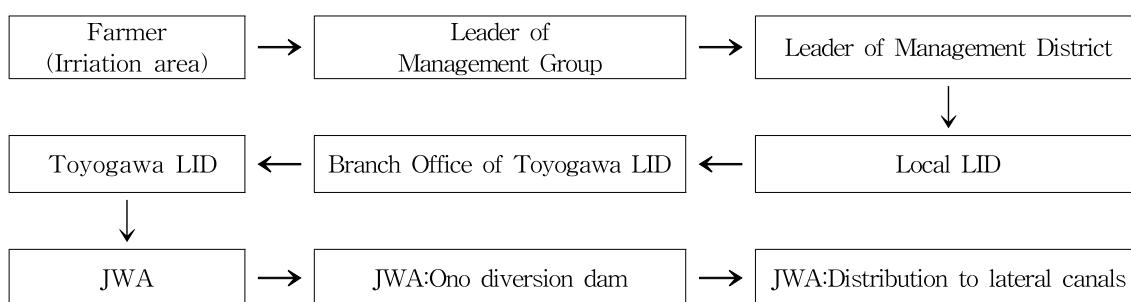 Farmer
(Irriation area)
Leader of
Management Group
Leader of Management District
Toyogawa LID
Branch Office of Toyogawa LID
Local LID
JWA
JWA:Ono diversion dam
JWA:Distribution to lateral canals